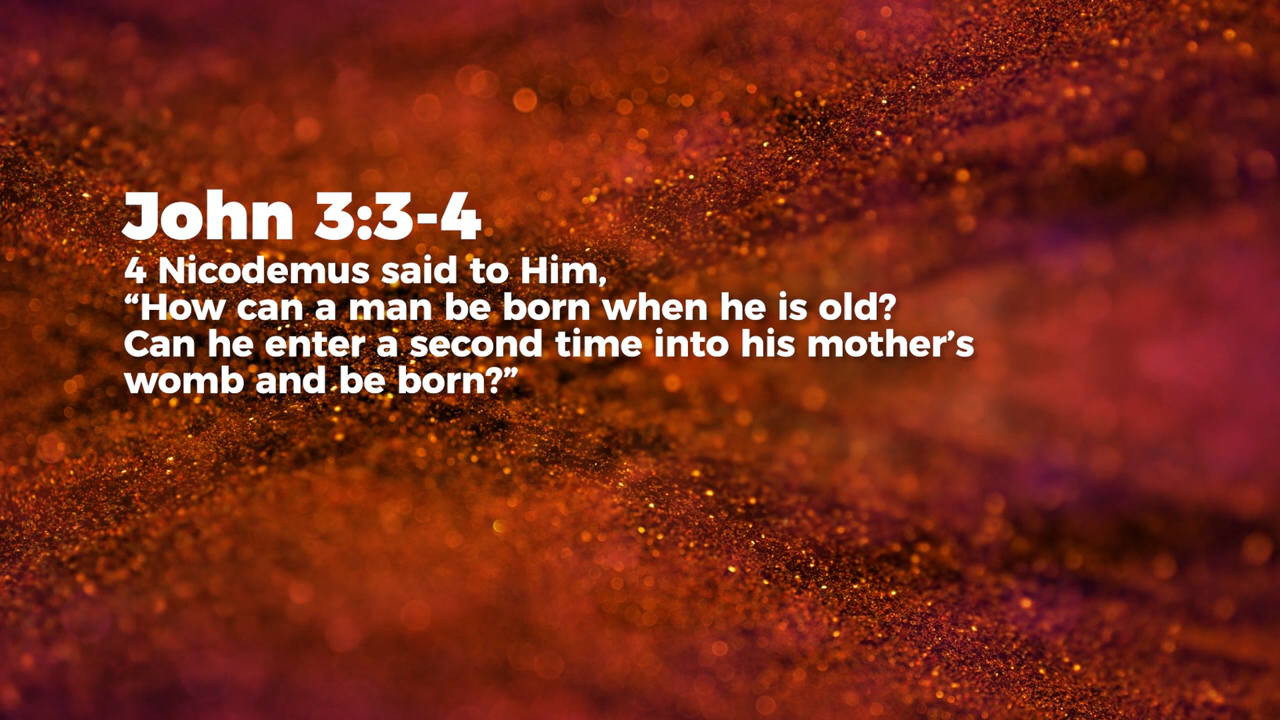 John 3:3-4
4 Nicodemus said to Him,
“How can a man be born when he is old?
Can he enter a second time into his mother’s
womb and be born?”